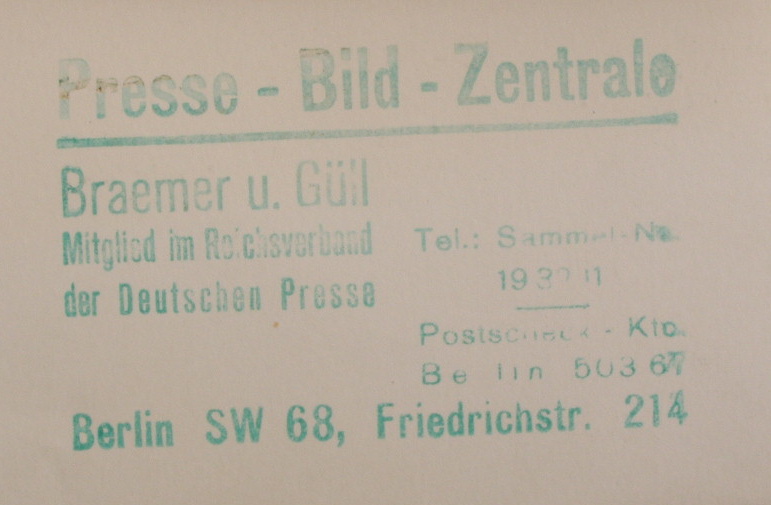 Presse - Bild - Zentrale
Braemer u. Güll
Mitglied im Reichsverband
der Deutschen Presse
Tel.: Sammel-Nr.
Postscheck - Kto.
Berlin 503 67
Berlin SW 68, Friedrichstr. 214